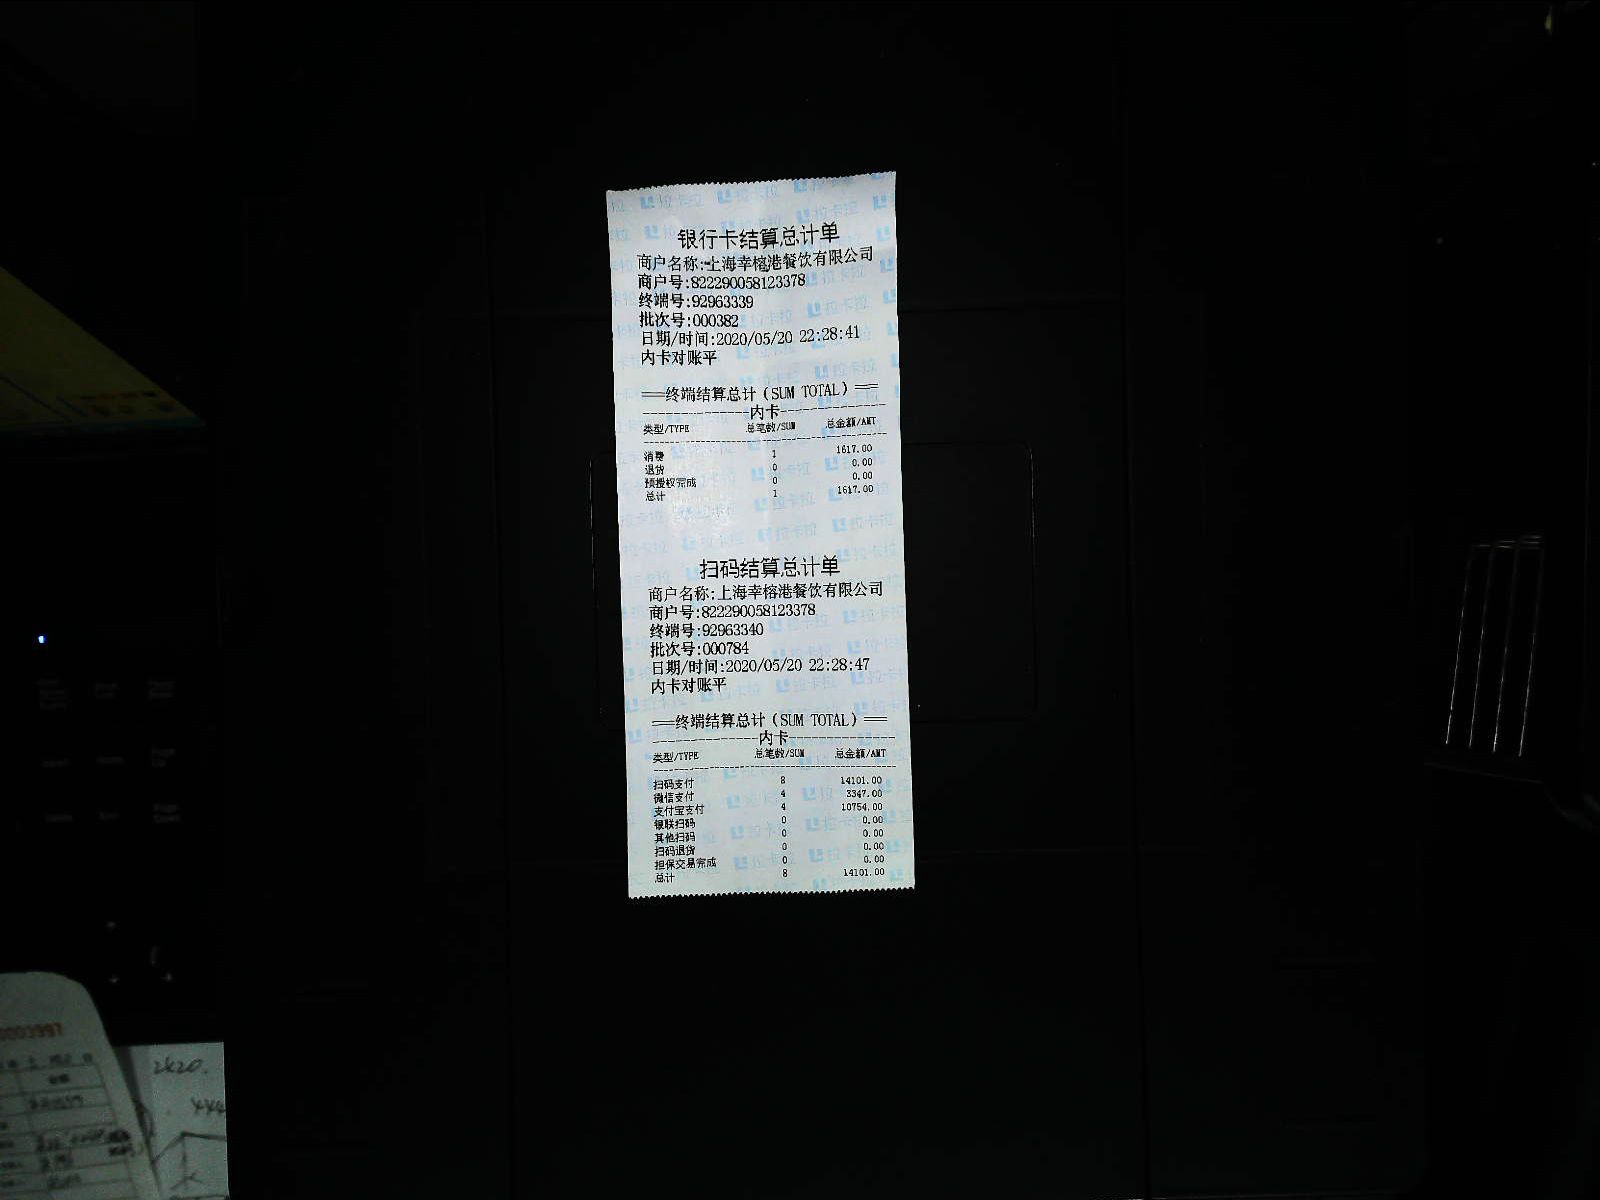 银行卡结算总计单
商户名称:上海幸榕港餐饮有限公司
商户号:822290058123378
终端号:92963339
批次号:000382
日期/时间:2020/05/20 22:28:41
内卡对账平
===终端结算总计(SUM TOTAL)===
内卡
类型/TYPE 总笔数/SUM 总金额/AMT
消费 1 1617.00
退货 0 0.00
预授权完成 0 0.00
总计 1 1617.00
扫码结算总计单
商户名称:上海幸榕港餐饮有限公司
商户号:822290058123378
终端号:92963340
批次号:000784
日期/时间:2020/05/20 22:28:47
内卡对账平
===终端结算总计(SUM TOTAL)===
内卡
类型/TYPE 总笔数/SUM 总金额/AMT
扫码支付 8 14101.00
微信支付 4 3347.00
支付宝支付 4 10754.00
银联扫码 0 0.00
其他扫码 0 0.00
扫码退货 0 0.00
担保交易完成 0 0.00
总计 8 14101.00
2k20.